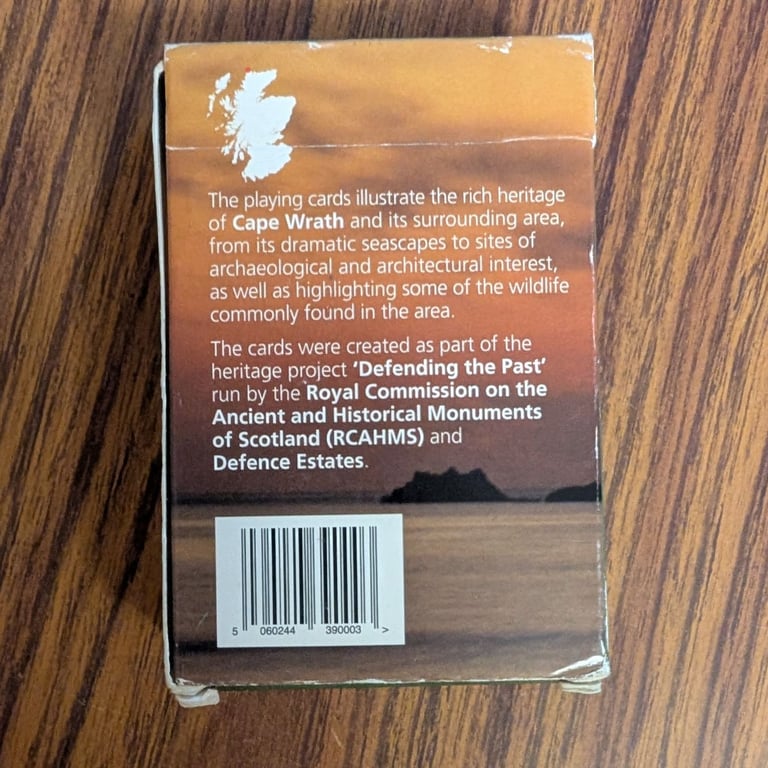 The playing cards illustrate the rich heritage
of Cape Wrath and its surrounding area,
from its dramatic seascapes to sites of
archaeological and architectural interest,
as well as highlighting some of the wildlife
commonly found in the area.
The cards were created as part of the
heritage project ‘Defending the Past’
run by the Royal Commission on the
Ancient and Historical Monuments
of Scotland (RCAHMS) and
Defence Estates.
5 060244 390003 >